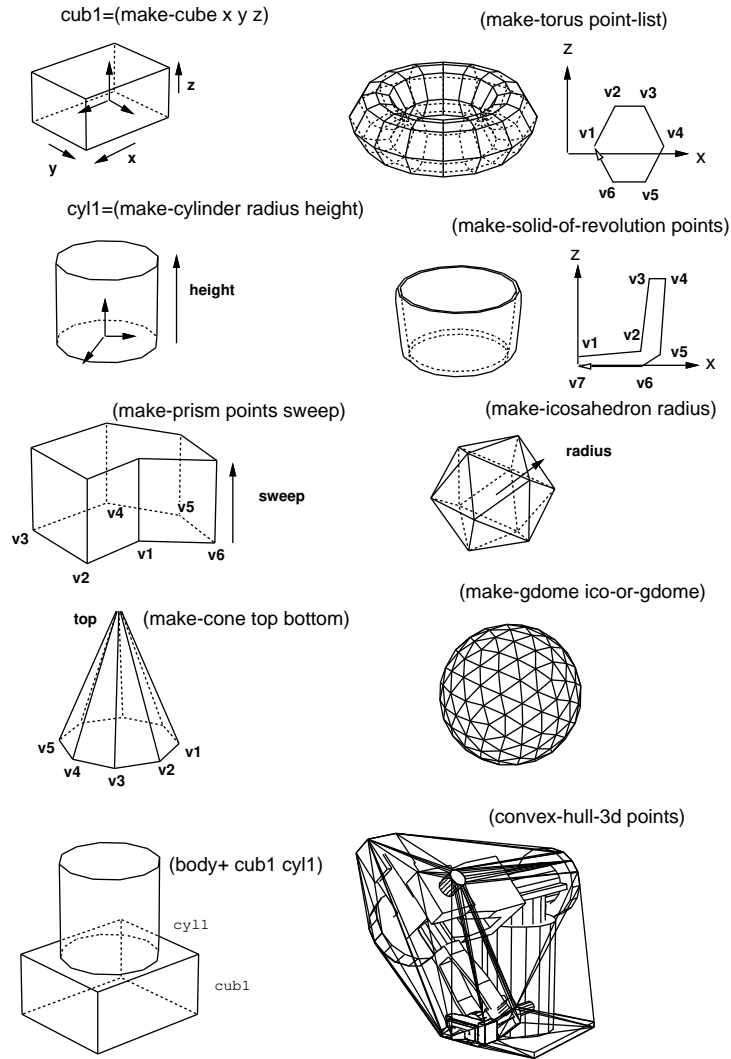 cub1=(make-cube x y z)
z
y
x
(make-torus point-list)
Z
v2
v3
v1
v4
X
v6
v5
cyl1=(make-cylinder radius height)
height
(make-solid-of-revolution points)
Z
v3
v4
v1
v2
v5
X
v7
v6
(make-prism points sweep)
sweep
v4
v5
v3
v1
v6
v2
(make-icosahedron radius)
radius
top
(make-cone top bottom)
v5
v1
v4
v2
v3
(make-gdome ico-or-gdome)
(body+ cub1 cyl1)
cyl1
cub1
(convex-hull-3d points)